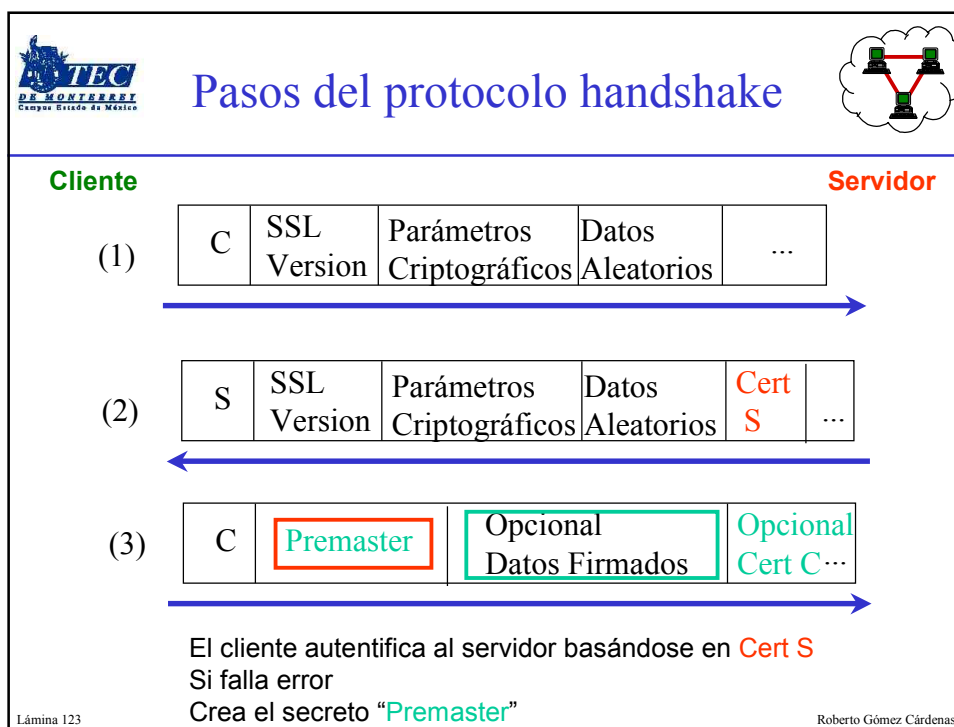 TEC
DE MONTERREY
Campus Estado de México
Pasos del protocolo handshake
Cliente
Servidor
(1)
C
SSL
Version
Parámetros
Criptográficos
Datos
Aleatorios
...
(2)
S
SSL
Version
Parámetros
Criptográficos
Datos
Aleatorios
Cert
S
...
(3)
C
Premaster
Opcional
Datos Firmados
Opcional
Cert C...
El cliente autentifica al servidor basándose en Cert S
Si falla error
Crea el secreto “Premaster”
Lámina 123
Roberto Gómez Cárdenas